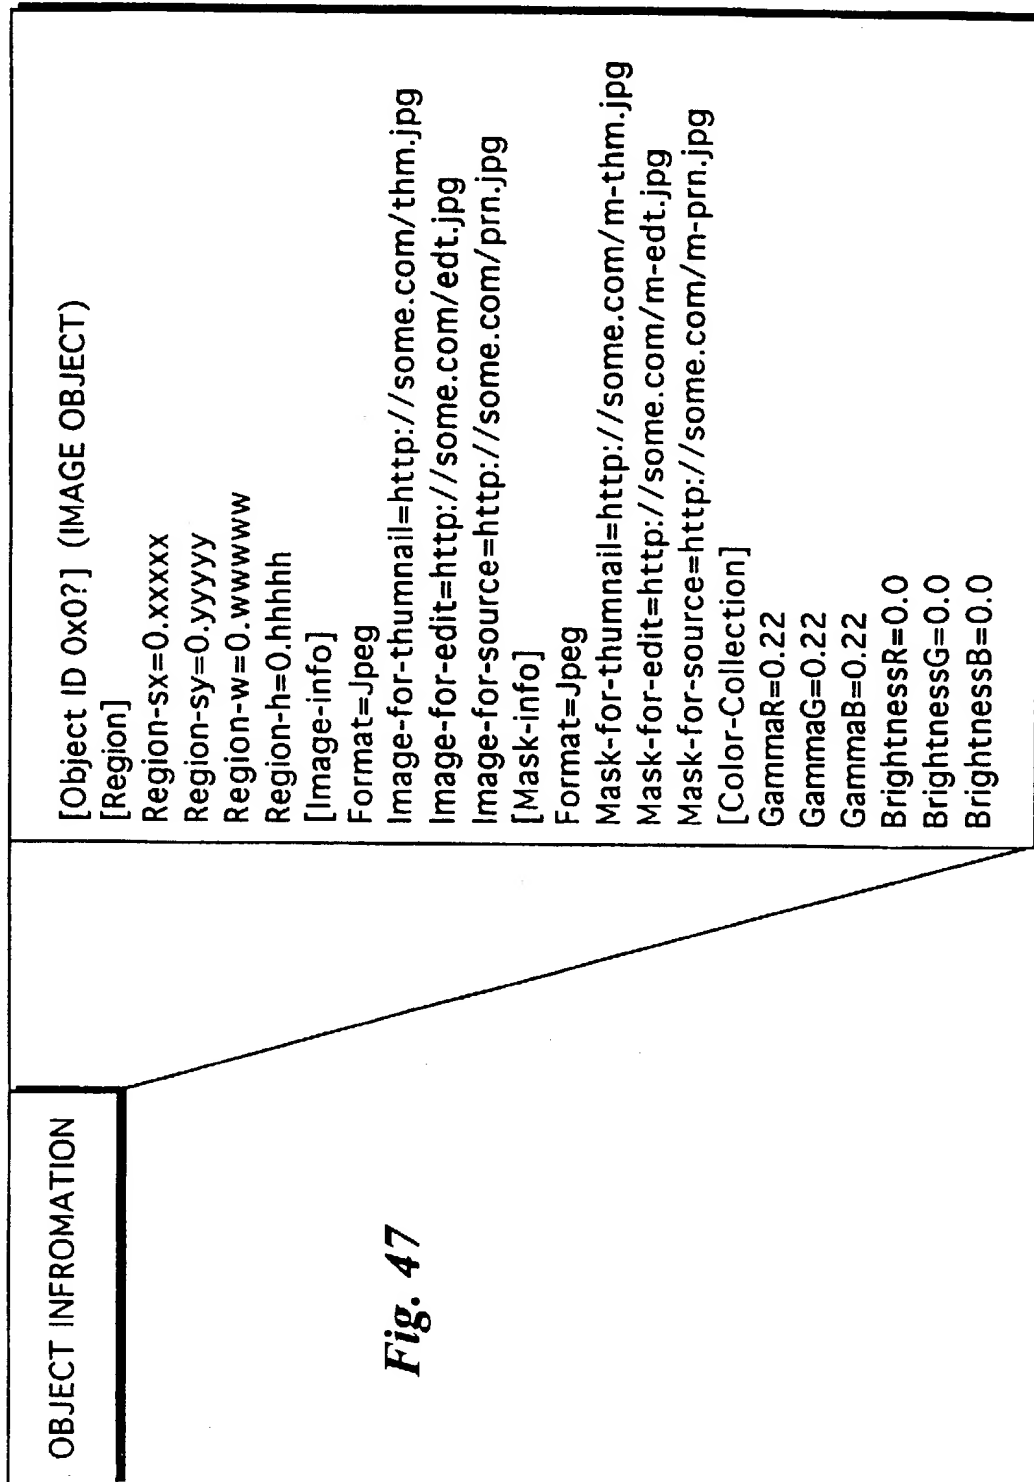 OBJECT INFROMATION
[Object ID 0x0?] (IMAGE OBJECT)
[Region]
Region-sx=0.xxxxx
Region-sy=0.yyyyy
Region-w=0.wwwww
Region-h=0.hhhhh
[Image-info]
Format=Jpeg
Image-for-thumnail=http://some.com/thm.jpg
Image-for-edit=http://some.com/edt.jpg
Image-for-source=http://some.com/prn.jpg
[Mask-info]
Format=Jpeg
Mask-for-thumnail=http://some.com/m-thm.jpg
Mask-for-edit=http://some.com/m-edt.jpg
Mask-for-source=http://some.com/m-prn.jpg
[Color-Collection]
GammaR=0.22
GammaG=0.22
GammaB=0.22
BrightnessR=0.0
BrightnessG=0.0
BrightnessB=0.0
Fig. 47